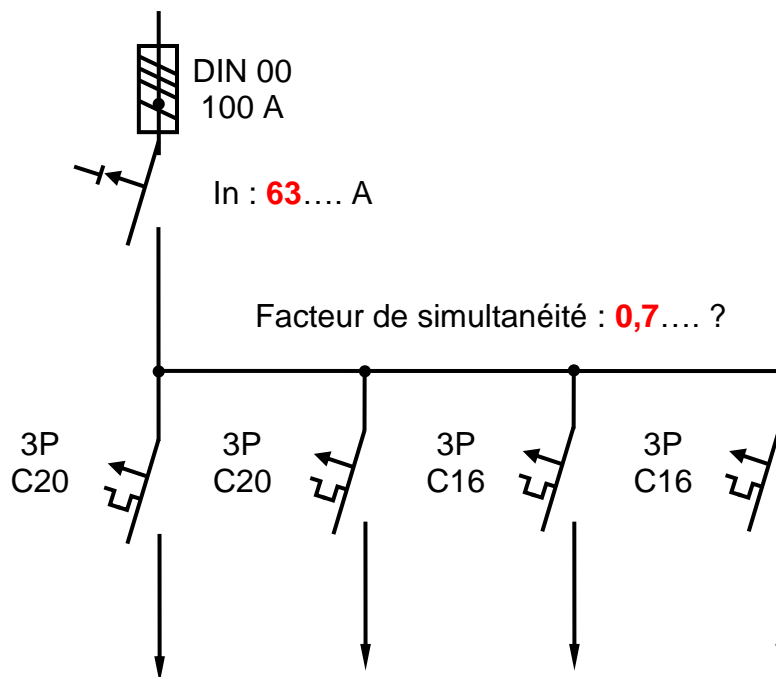 DIN 00
100 A
In : 63…. A
Facteur de simultanéité : 0,7…. ?
3P
C20
3P
C20
3P
C16
3P
C16